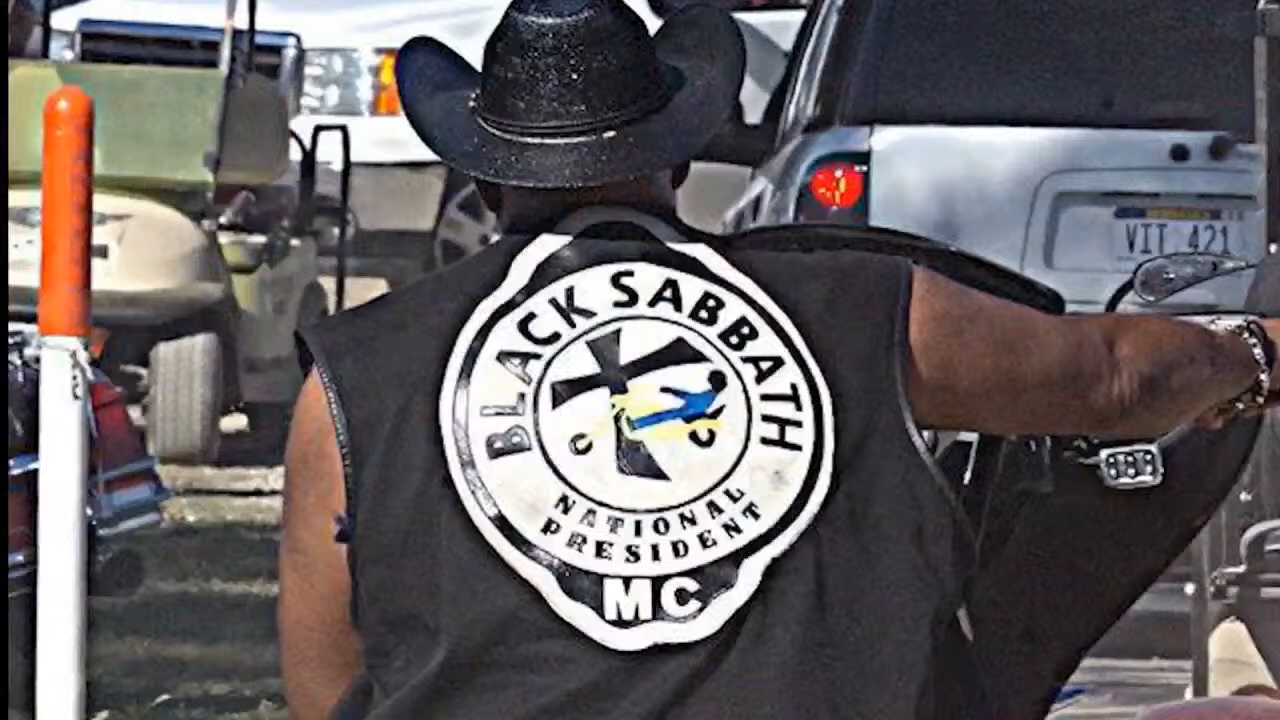 BLACK SABBATH
NATIONAL
PRESIDENT
MC
VIT 421